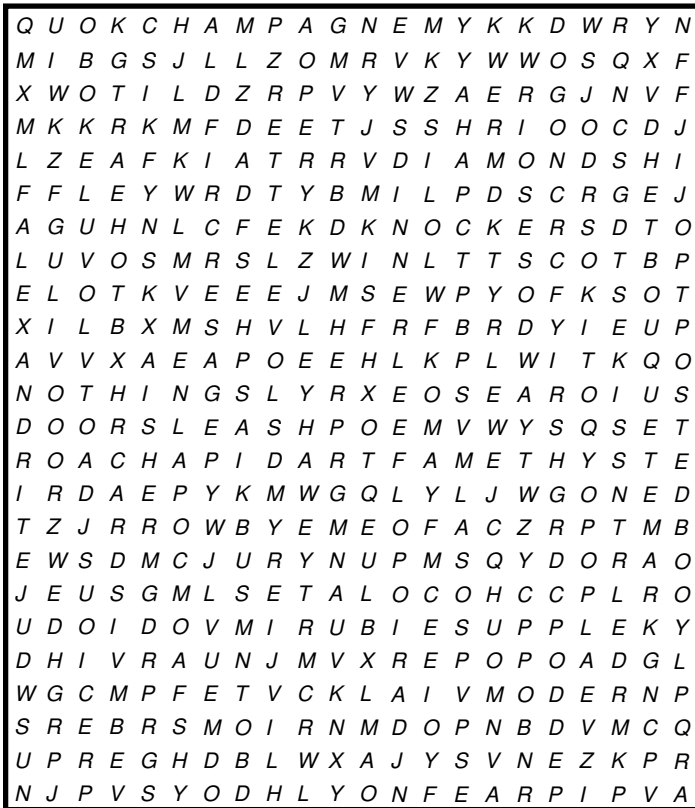 Q U O K C H A M P A G N E M Y K K D W R Y N
M I B G S J L L Z O M R V K Y W W O S Q X F
X W O T I L D Z R P V Y W Z A E R G J N V F
M K K R K M F D E E T J S S H R I O O C D J
L Z E A F K I A T R R V D I A M O N D S H I
F F L E Y W R D T Y B M I L P D S C R G E J
A G U H N L C F E K D K N O C K E R S D T O
L U V O S M R S L Z W I N L T T S C O T B P
E L O T K V E E E J M S E W P Y O F K S O T
X I L B X M S H V L H F R F B R D Y I E U P
A V V X A E A P O E E H L K P L W I T K Q O
N O T H I N G S L Y R X E O S E A R O I U S
D O O R S L E A S H P O E M V W Y S Q S E T
R O A C H A P I D A R T F A M E T H Y S T E
I R D A E P Y K M W G Q L Y L J W G O N E D
T Z J R R O W B Y E M E O F A C Z R P T M B
E W S D M C J U R Y N U P M S Q Y D O R A O
J E U S G M L S E T A L O C O H C C P L R O
U D O I D O V M I R U B I E S U P P L E K Y
D H I V R A U N J M V X R E P O P O A D G L
W G C M P F E T V C K L A I V M O D E R N P
S R E B R S M O I R N M D O P N B D V M C Q
U P R E G H D B L W X A J Y S V N E Z K P R
N J P V S Y O D H L Y O N F E A R P I P V A